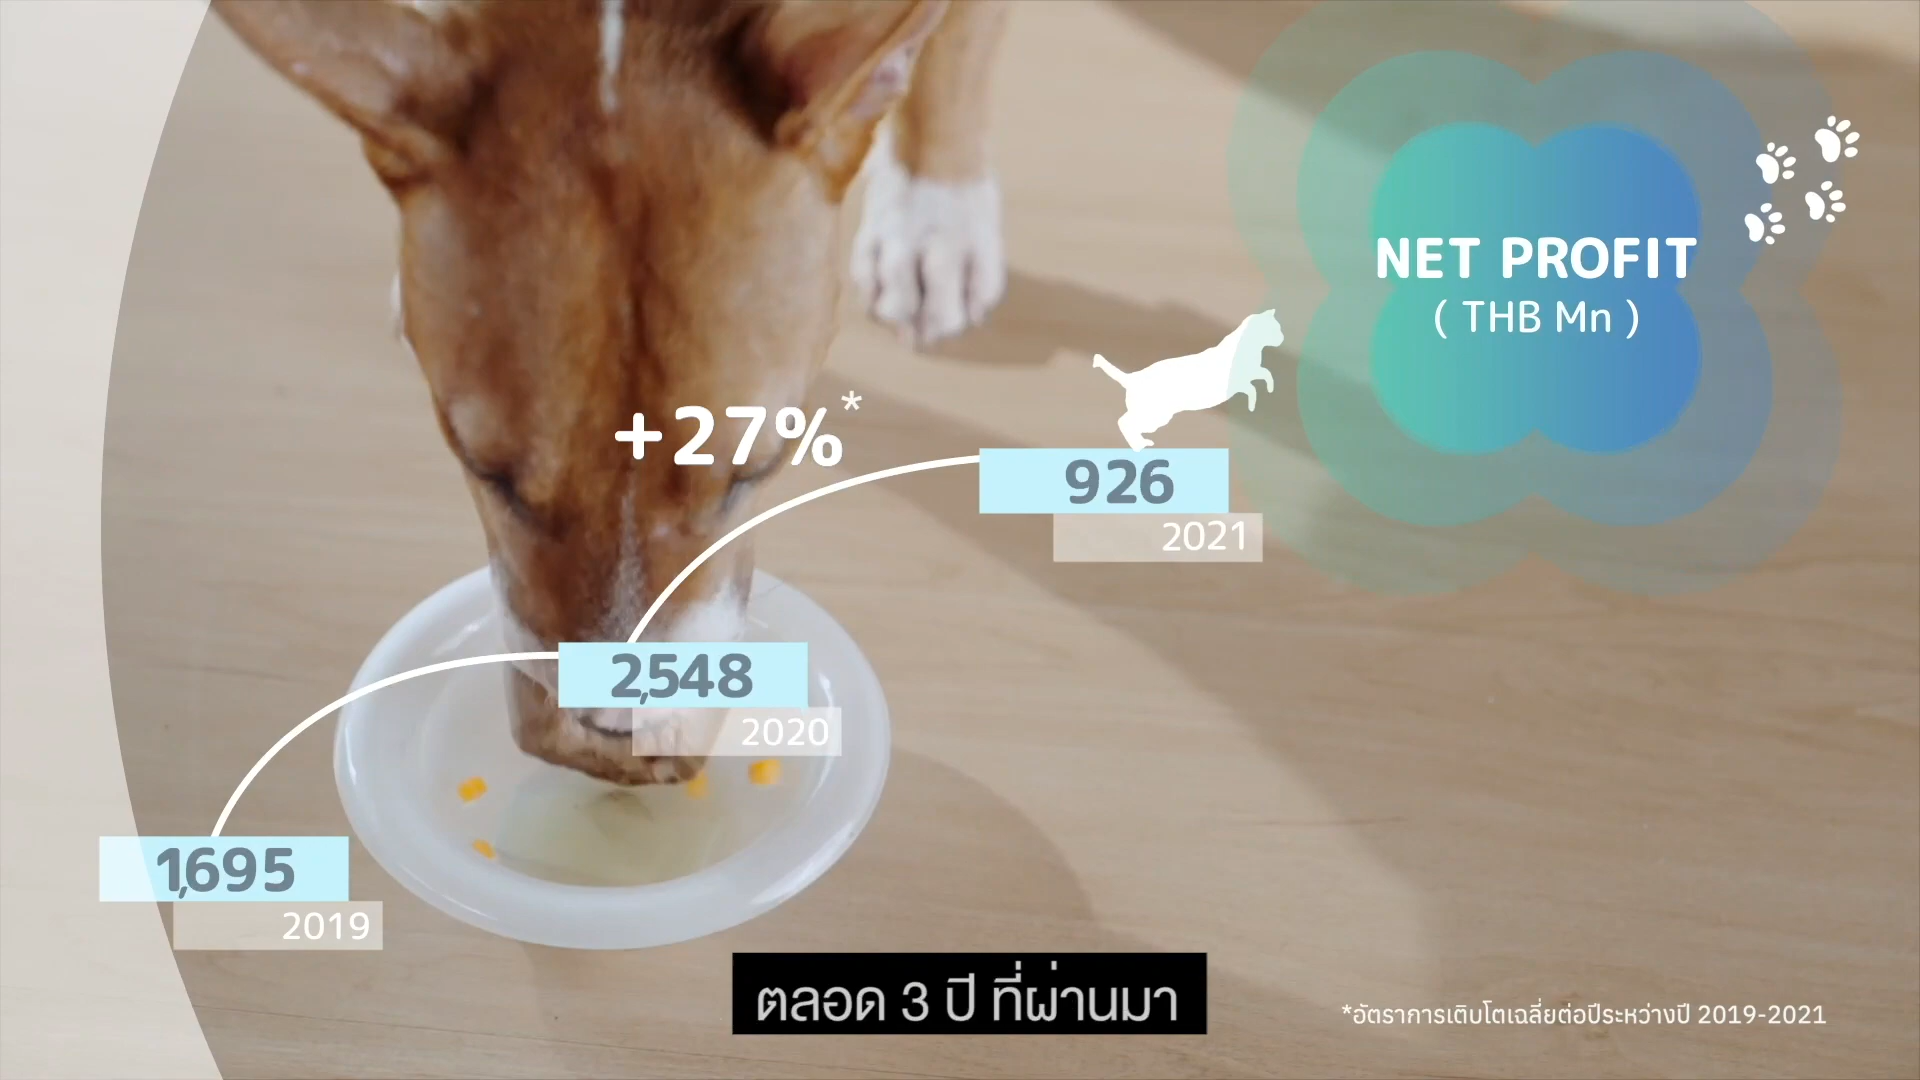 NET PROFIT
( THB Mn )
+27%*
926
2021
2,548
2020
1,695
2019
ตลอด 3 ปี ที่ผ่านมา
*อัตราการเติบโตเฉลี่ยต่อปีระหว่างปี 2019-2021